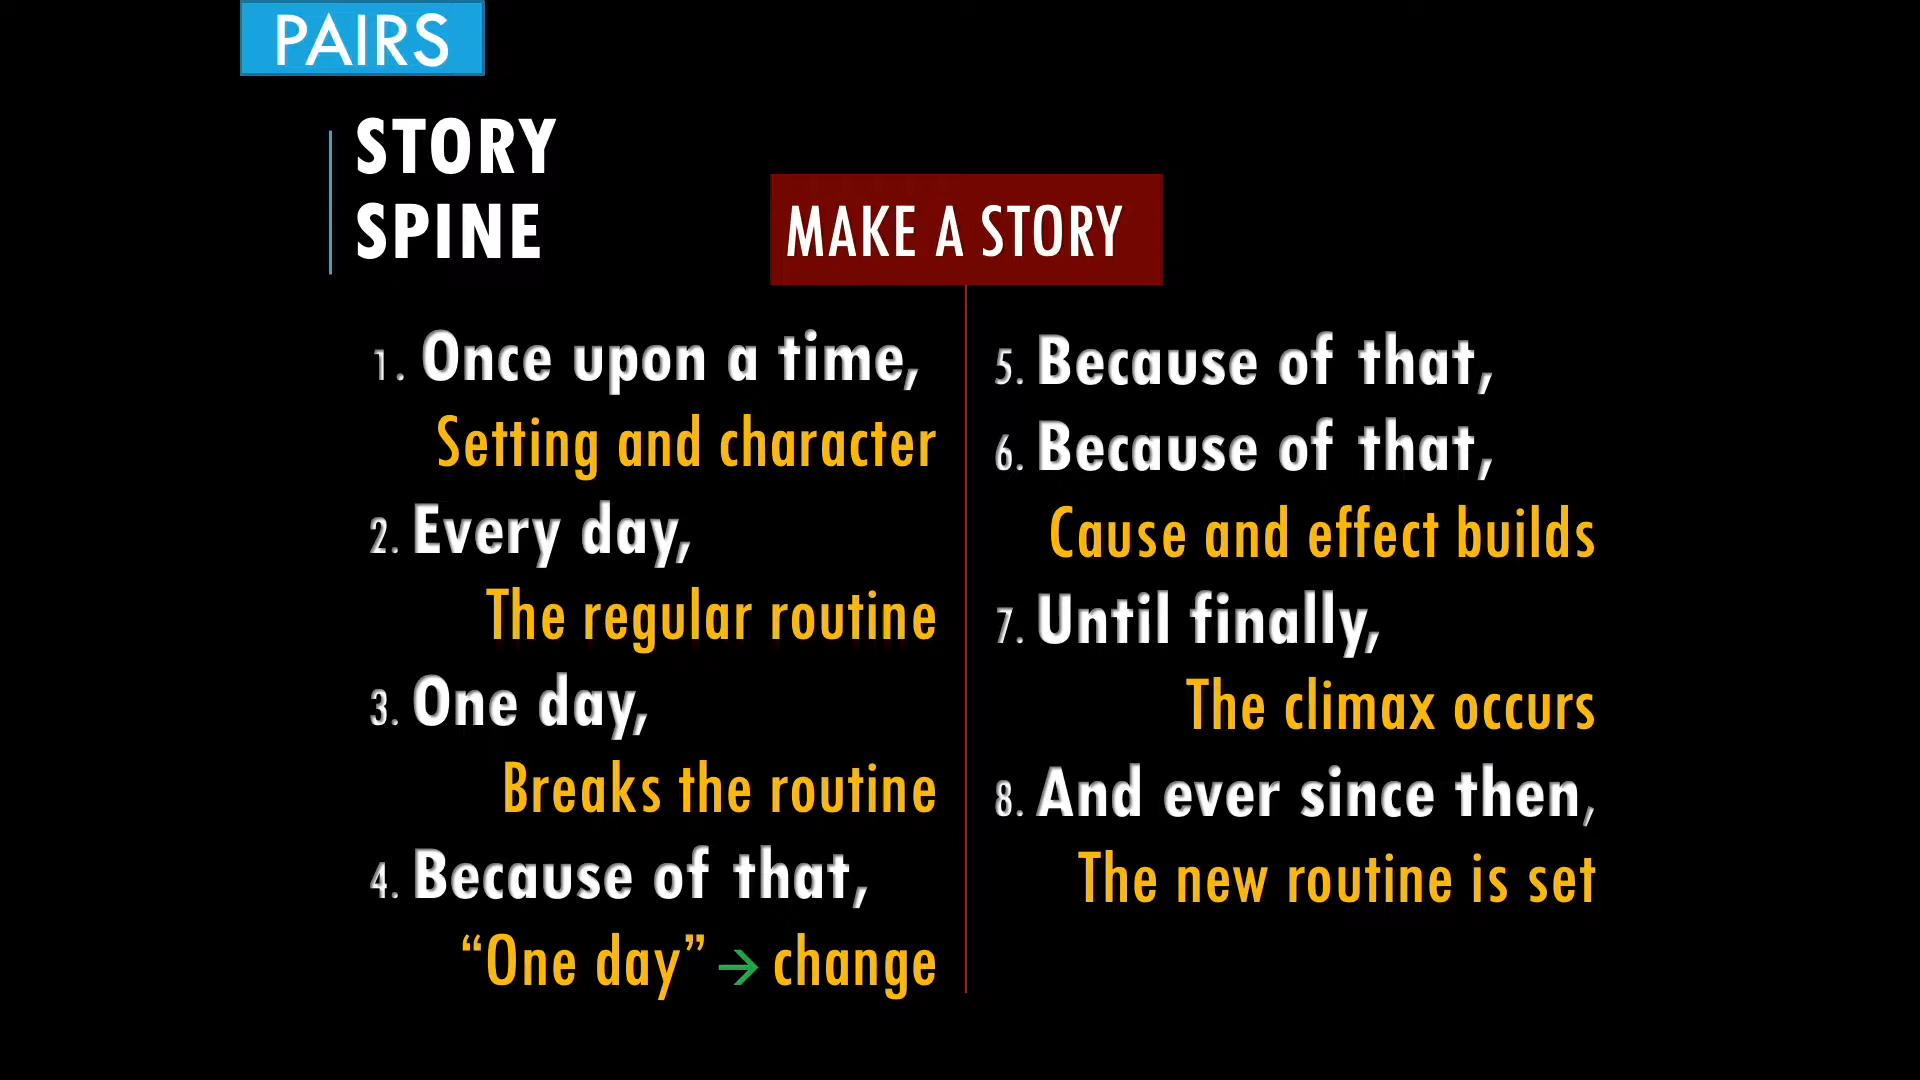 PAIRS
STORY
SPINE
MAKE A STORY
1. Once upon a time,
Setting and character
2. Every day,
The regular routine
3. One day,
Breaks the routine
4. Because of that,
“One day” → change
5. Because of that,
6. Because of that,
Cause and effect builds
7. Until finally,
The climax occurs
8. And ever since then,
The new routine is set